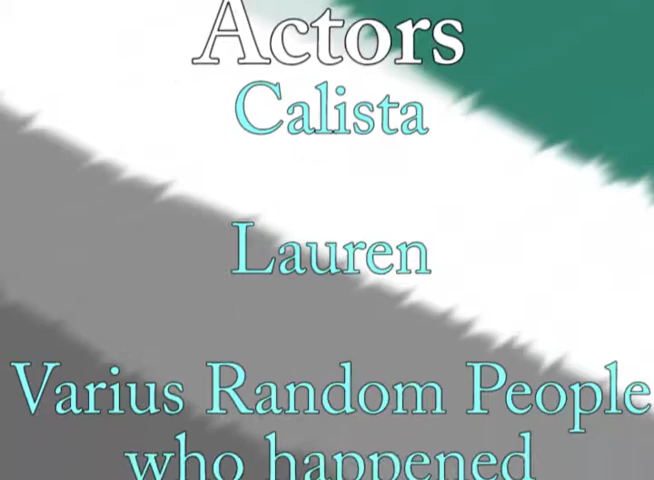 Actors
Calista
Lauren
Varius Random People
who happened